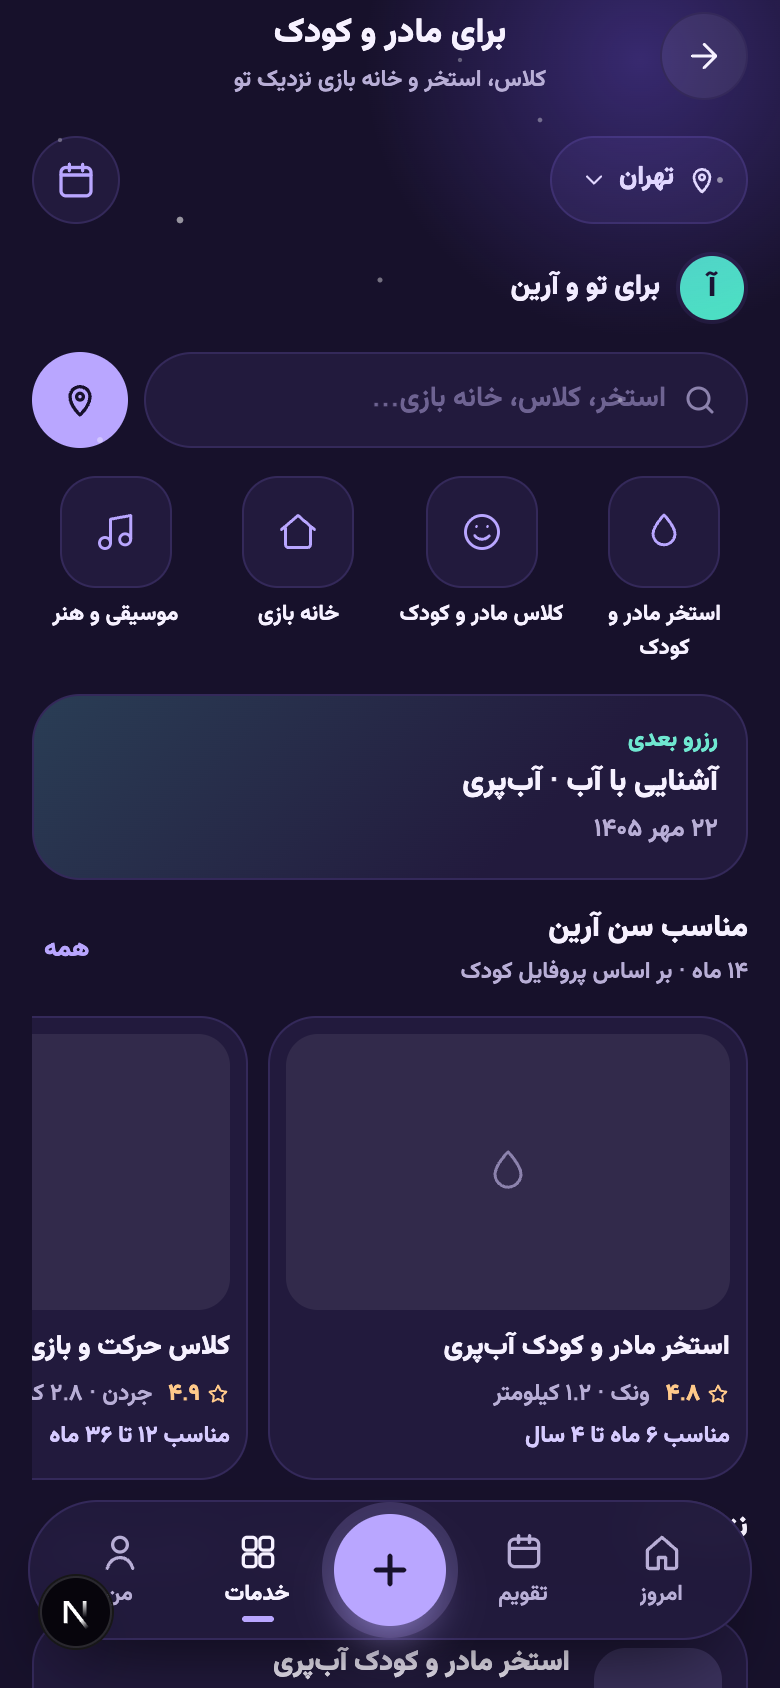 برای مادر و کودک
کلاس، استخر و خانه بازی نزدیک تو
تهران
آ
برای تو و آرین
استخر، کلاس، خانه بازی...
استخر مادر و کودک
کلاس مادر و کودک
خانه بازی
موسیقی و هنر
رزرو بعدی
آشنایی با آب · آب‌پری
۲۲ مهر ۱۴۰۵
مناسب سن آرین
همه
۱۴ ماه · بر اساس پروفایل کودک
استخر مادر و کودک آب‌پری
۴.۸
ونک · ۱.۲ کیلومتر
مناسب ۶ ماه تا ۴ سال
کلاس حرکت و بازی
۴.۹
جردن · ۲.۸
مناسب ۱۲ تا ۳۶ ماه
امروز
تقویم
خدمات
من
N
استخر مادر و کودک آب‌پری